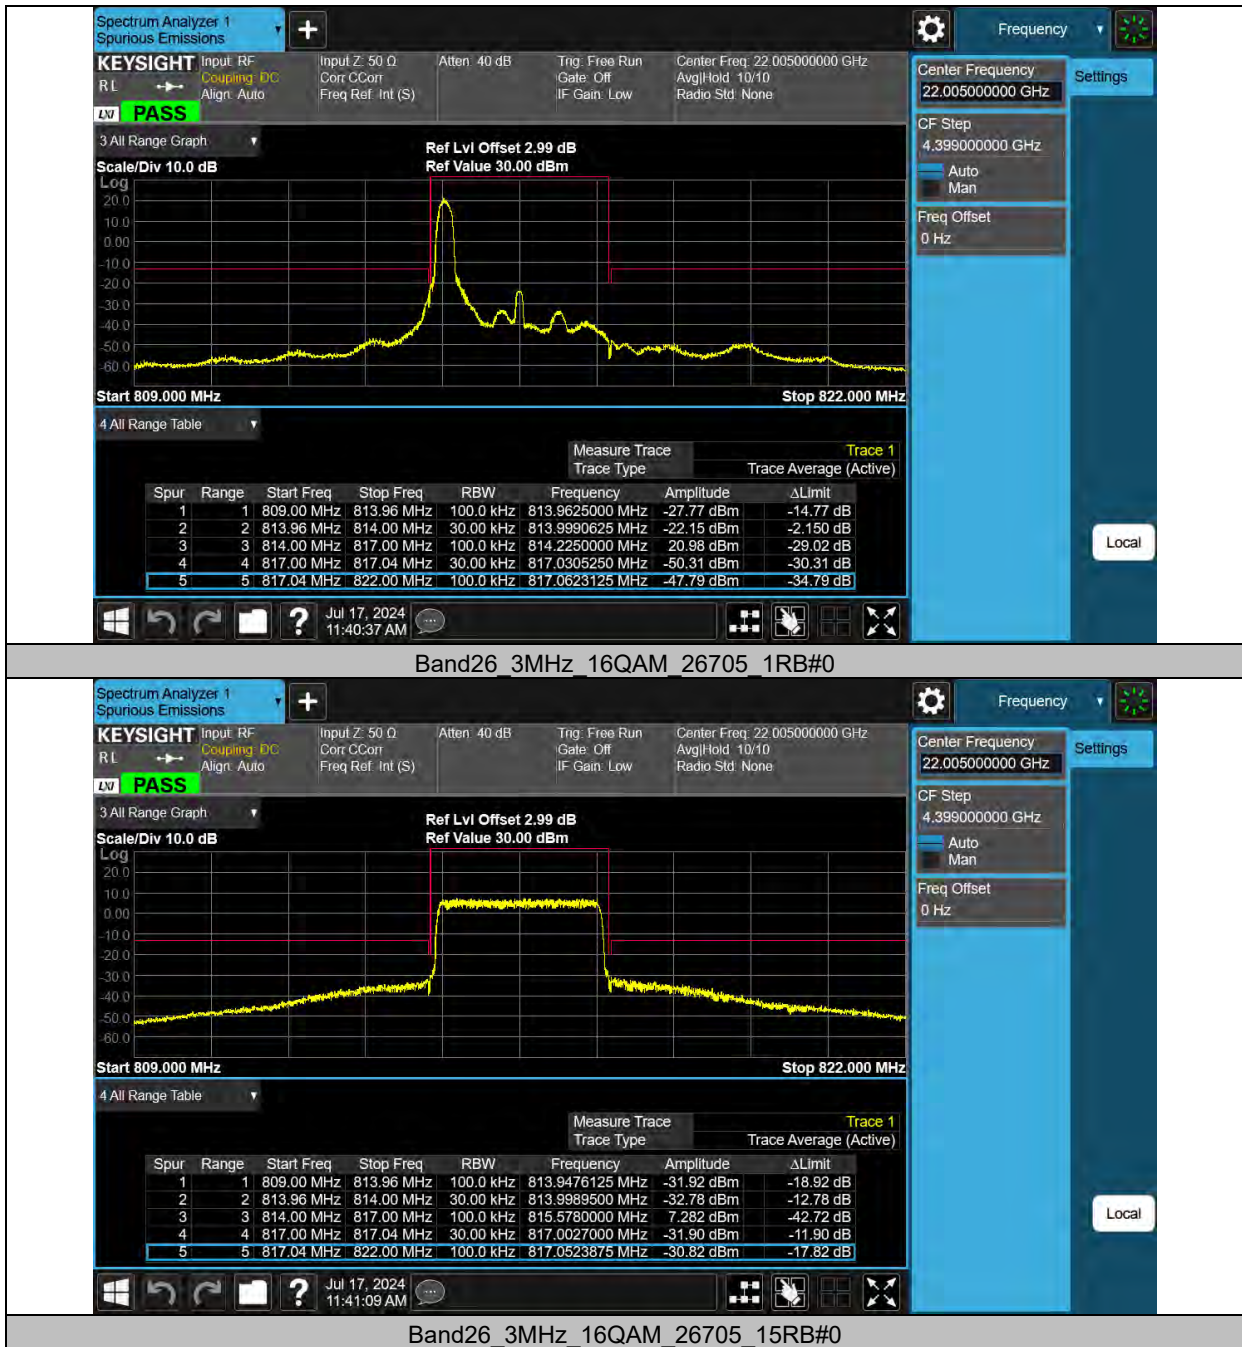 Spectrum Analyzer 1
Spurious Emissions
+
Frequency
KEYSIGHT
RL
LXI PASS
Input: RF
Coupling: DC
Align: Auto
Input Z: 50 Ω
Corr CCorr
Freq Ref: Int (S)
Atten: 40 dB
Trig: Free Run
Gate: Off
IF Gain: Low
Center Freq: 22.005000000 GHz
Avg|Hold: 10/10
Radio Std: None
Center Frequency
22.005000000 GHz
Settings
CF Step
4.399000000 GHz
Auto
Man
Freq Offset
0 Hz
Local
3 All Range Graph
Scale/Div 10.0 dB
Ref Lvl Offset 2.99 dB
Ref Value 30.00 dBm
Log
20.0
10.0
0.00
-10.0
-20.0
-30.0
-40.0
-50.0
-60.0
Start 809.000 MHz
Stop 822.000 MHz
4 All Range Table
Measure Trace Trace 1
Trace Type Trace Average (Active)
Spur Range Start Freq Stop Freq RBW Frequency Amplitude ΔLimit
1 1 809.00 MHz 813.96 MHz 100.0 kHz 813.9625000 MHz -27.77 dBm -14.77 dB
2 2 813.96 MHz 814.00 MHz 30.00 kHz 813.9990625 MHz -22.15 dBm -2.150 dB
3 3 814.00 MHz 817.00 MHz 100.0 kHz 814.2250000 MHz 20.98 dBm -29.02 dB
4 4 817.00 MHz 817.04 MHz 30.00 kHz 817.0305250 MHz -50.31 dBm -30.31 dB
5 5 817.04 MHz 822.00 MHz 100.0 kHz 817.0623125 MHz -47.79 dBm -34.79 dB
?
Jul 17, 2024
11:40:37 AM
Band26_3MHz_16QAM_26705_1RB#0
Spectrum Analyzer 1
Spurious Emissions
+
Frequency
KEYSIGHT
RL
LXI PASS
Input: RF
Coupling: DC
Align: Auto
Input Z: 50 Ω
Corr CCorr
Freq Ref: Int (S)
Atten: 40 dB
Trig: Free Run
Gate: Off
IF Gain: Low
Center Freq: 22.005000000 GHz
Avg|Hold: 10/10
Radio Std: None
Center Frequency
22.005000000 GHz
Settings
CF Step
4.399000000 GHz
Auto
Man
Freq Offset
0 Hz
Local
3 All Range Graph
Scale/Div 10.0 dB
Ref Lvl Offset 2.99 dB
Ref Value 30.00 dBm
Log
20.0
10.0
0.00
-10.0
-20.0
-30.0
-40.0
-50.0
-60.0
Start 809.000 MHz
Stop 822.000 MHz
4 All Range Table
Measure Trace Trace 1
Trace Type Trace Average (Active)
Spur Range Start Freq Stop Freq RBW Frequency Amplitude ΔLimit
1 1 809.00 MHz 813.96 MHz 100.0 kHz 813.9476125 MHz -31.92 dBm -18.92 dB
2 2 813.96 MHz 814.00 MHz 30.00 kHz 813.9989500 MHz -32.78 dBm -12.78 dB
3 3 814.00 MHz 817.00 MHz 100.0 kHz 815.5780000 MHz 7.282 dBm -42.72 dB
4 4 817.00 MHz 817.04 MHz 30.00 kHz 817.0027000 MHz -31.90 dBm -11.90 dB
5 5 817.04 MHz 822.00 MHz 100.0 kHz 817.0523875 MHz -30.82 dBm -17.82 dB
?
Jul 17, 2024
11:41:09 AM
Band26_3MHz_16QAM_26705_15RB#0